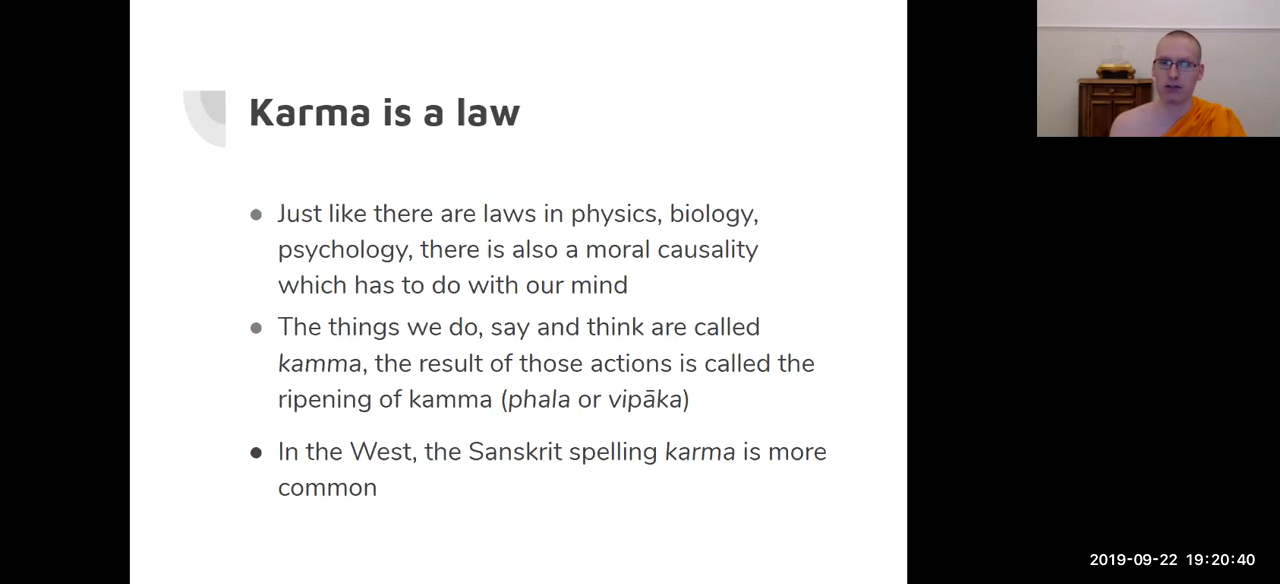 Karma is a law
● Just like there are laws in physics, biology,
psychology, there is also a moral causality
which has to do with our mind
● The things we do, say and think are called
kamma, the result of those actions is called the
ripening of kamma (phala or vipāka)
● In the West, the Sanskrit spelling karma is more
common
2019-09-22 19:20:40